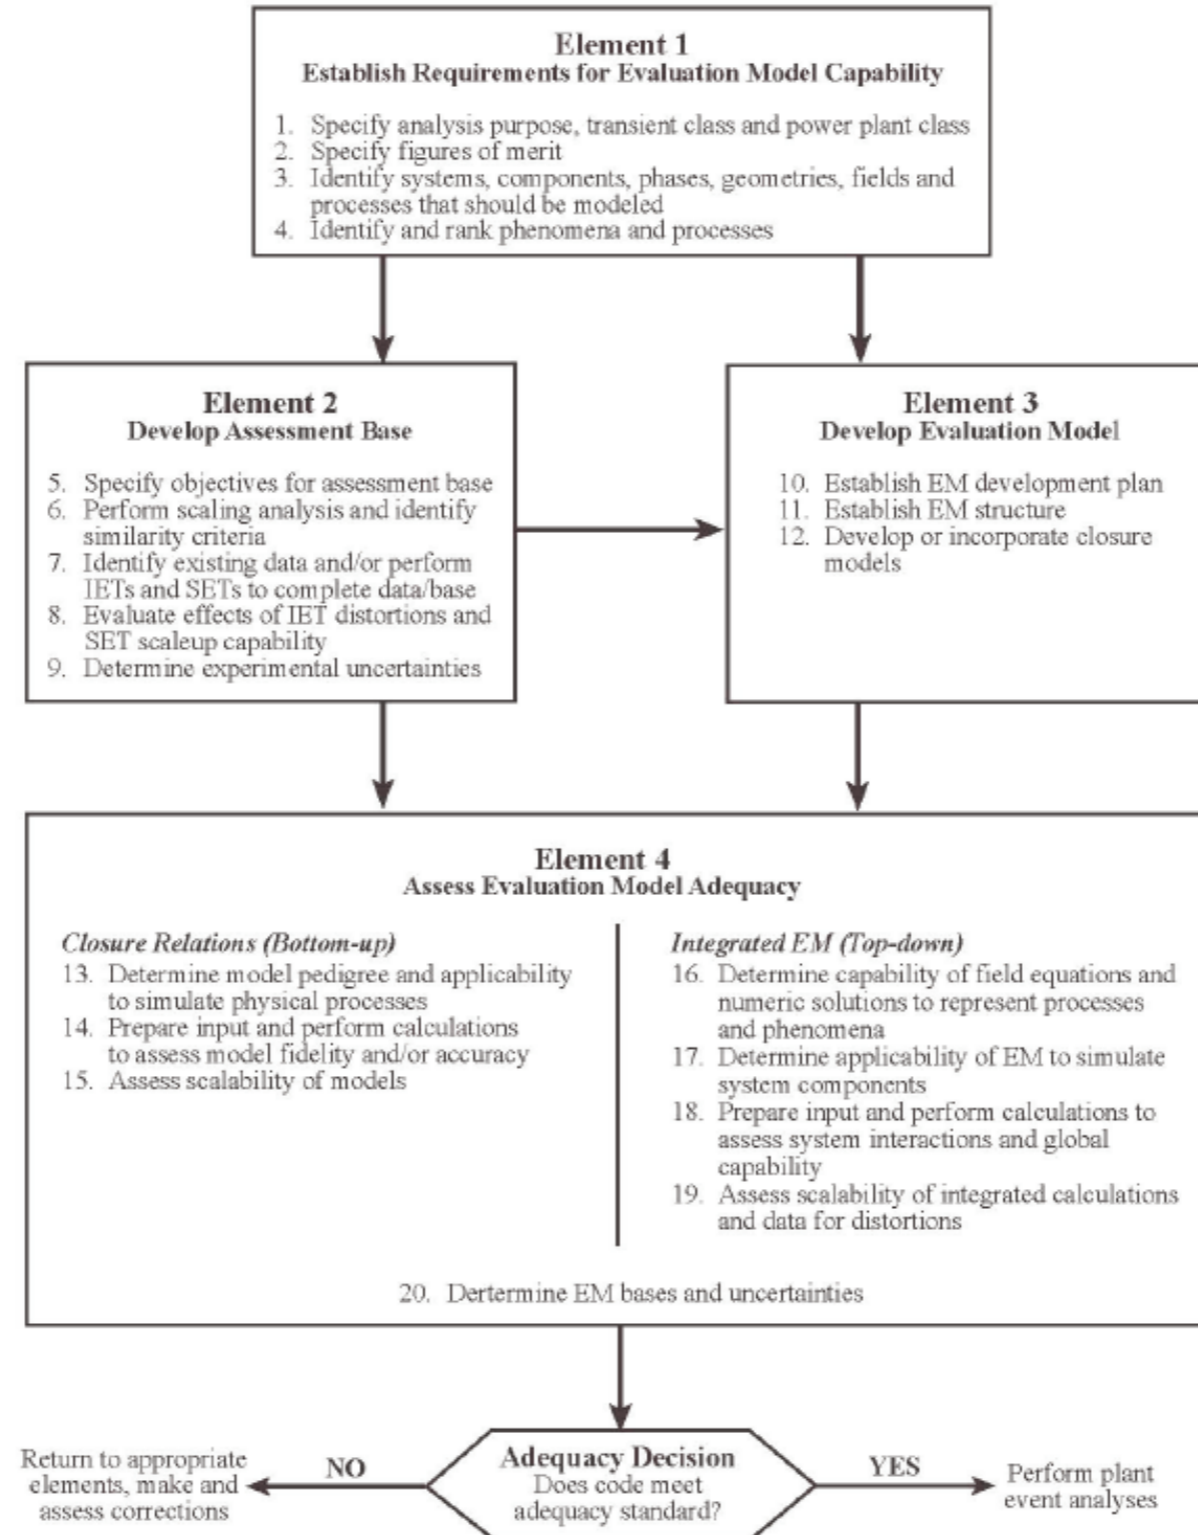 Element 1
Establish Requirements for Evaluation Model Capability
1. Specify analysis purpose, transient class and power plant class
2. Specify figures of merit
3. Identify systems, components, phases, geometries, fields and
processes that should be modeled
4. Identify and rank phenomena and processes
Element 2
Develop Assessment Base
5. Specify objectives for assessment base
6. Perform scaling analysis and identify
similarity criteria
7. Identify existing data and/or perform
IETs and SETs to complete data/base
8. Evaluate effects of IET distortions and
SET scaleup capability
9. Determine experimental uncertainties
Element 3
Develop Evaluation Model
10. Establish EM development plan
11. Establish EM structure
12. Develop or incorporate closure
models
Element 4
Assess Evaluation Model Adequacy
Closure Relations (Bottom-up)
13. Determine model pedigree and applicability
to simulate physical processes
14. Prepare input and perform calculations
to assess model fidelity and/or accuracy
15. Assess scalability of models
Integrated EM (Top-down)
16. Determine capability of field equations and
numeric solutions to represent processes
and phenomena
17. Determine applicability of EM to simulate
system components
18. Prepare input and perform calculations to
assess system interactions and global
capability
19. Assess scalability of integrated calculations
and data for distortions
20. Dertermine EM bases and uncertainties
Return to appropriate
elements, make and
assess corrections
NO
Adequacy Decision
Does code meet
adequacy standard?
YES
Perform plant
event analyses